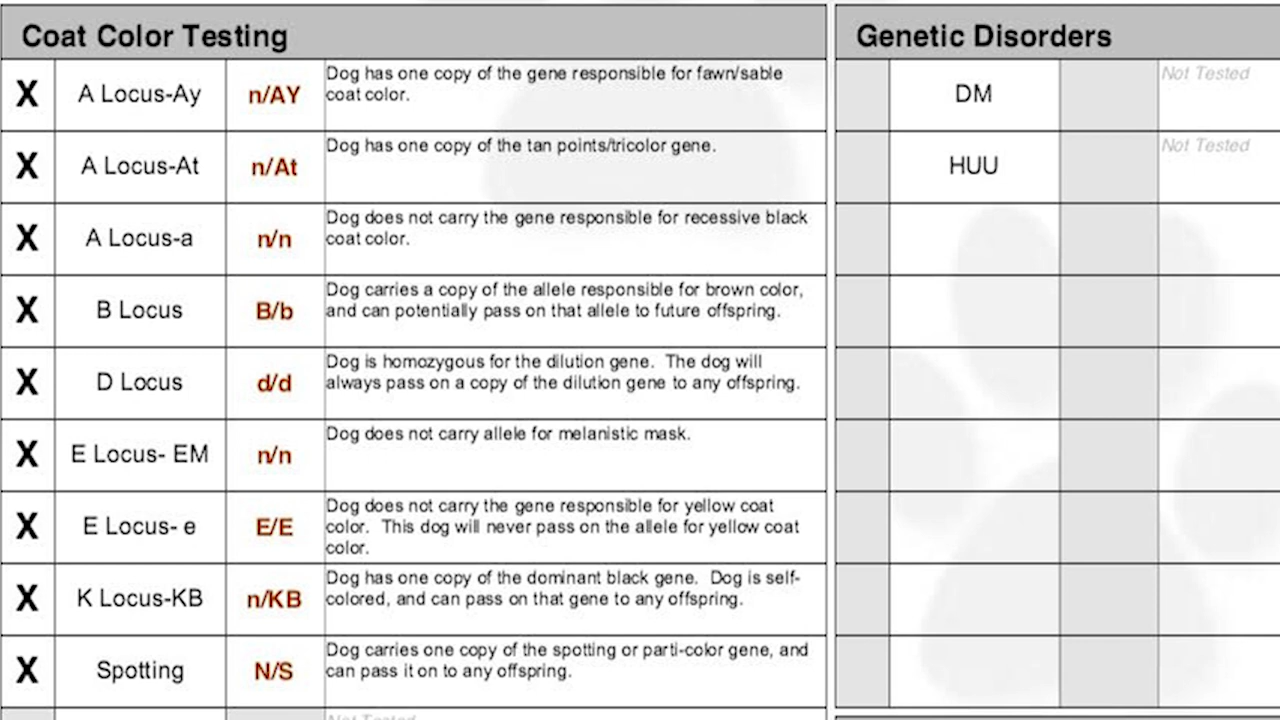 Coat Color Testing
X A Locus-Ay n/AY Dog has one copy of the gene responsible for fawn/sable
coat color.
X A Locus-At n/At Dog has one copy of the tan points/tricolor gene.
X A Locus-a n/n Dog does not carry the gene responsible for recessive black
coat color.
X B Locus B/b Dog carries a copy of the allele responsible for brown color,
and can potentially pass on that allele to future offspring.
X D Locus d/d Dog is homozygous for the dilution gene. The dog will
always pass on a copy of the dilution gene to any offspring.
X E Locus- EM n/n Dog does not carry allele for melanistic mask.
X E Locus- e E/E Dog does not carry the gene responsible for yellow coat
color. This dog will never pass on the allele for yellow coat
color.
X K Locus-KB n/KB Dog has one copy of the dominant black gene. Dog is self-
colored, and can pass on that gene to any offspring.
X Spotting N/S Dog carries one copy of the spotting or parti-color gene, and
can pass it on to any offspring.
Not Tested
Genetic Disorders
DM Not Tested
HUU Not Tested